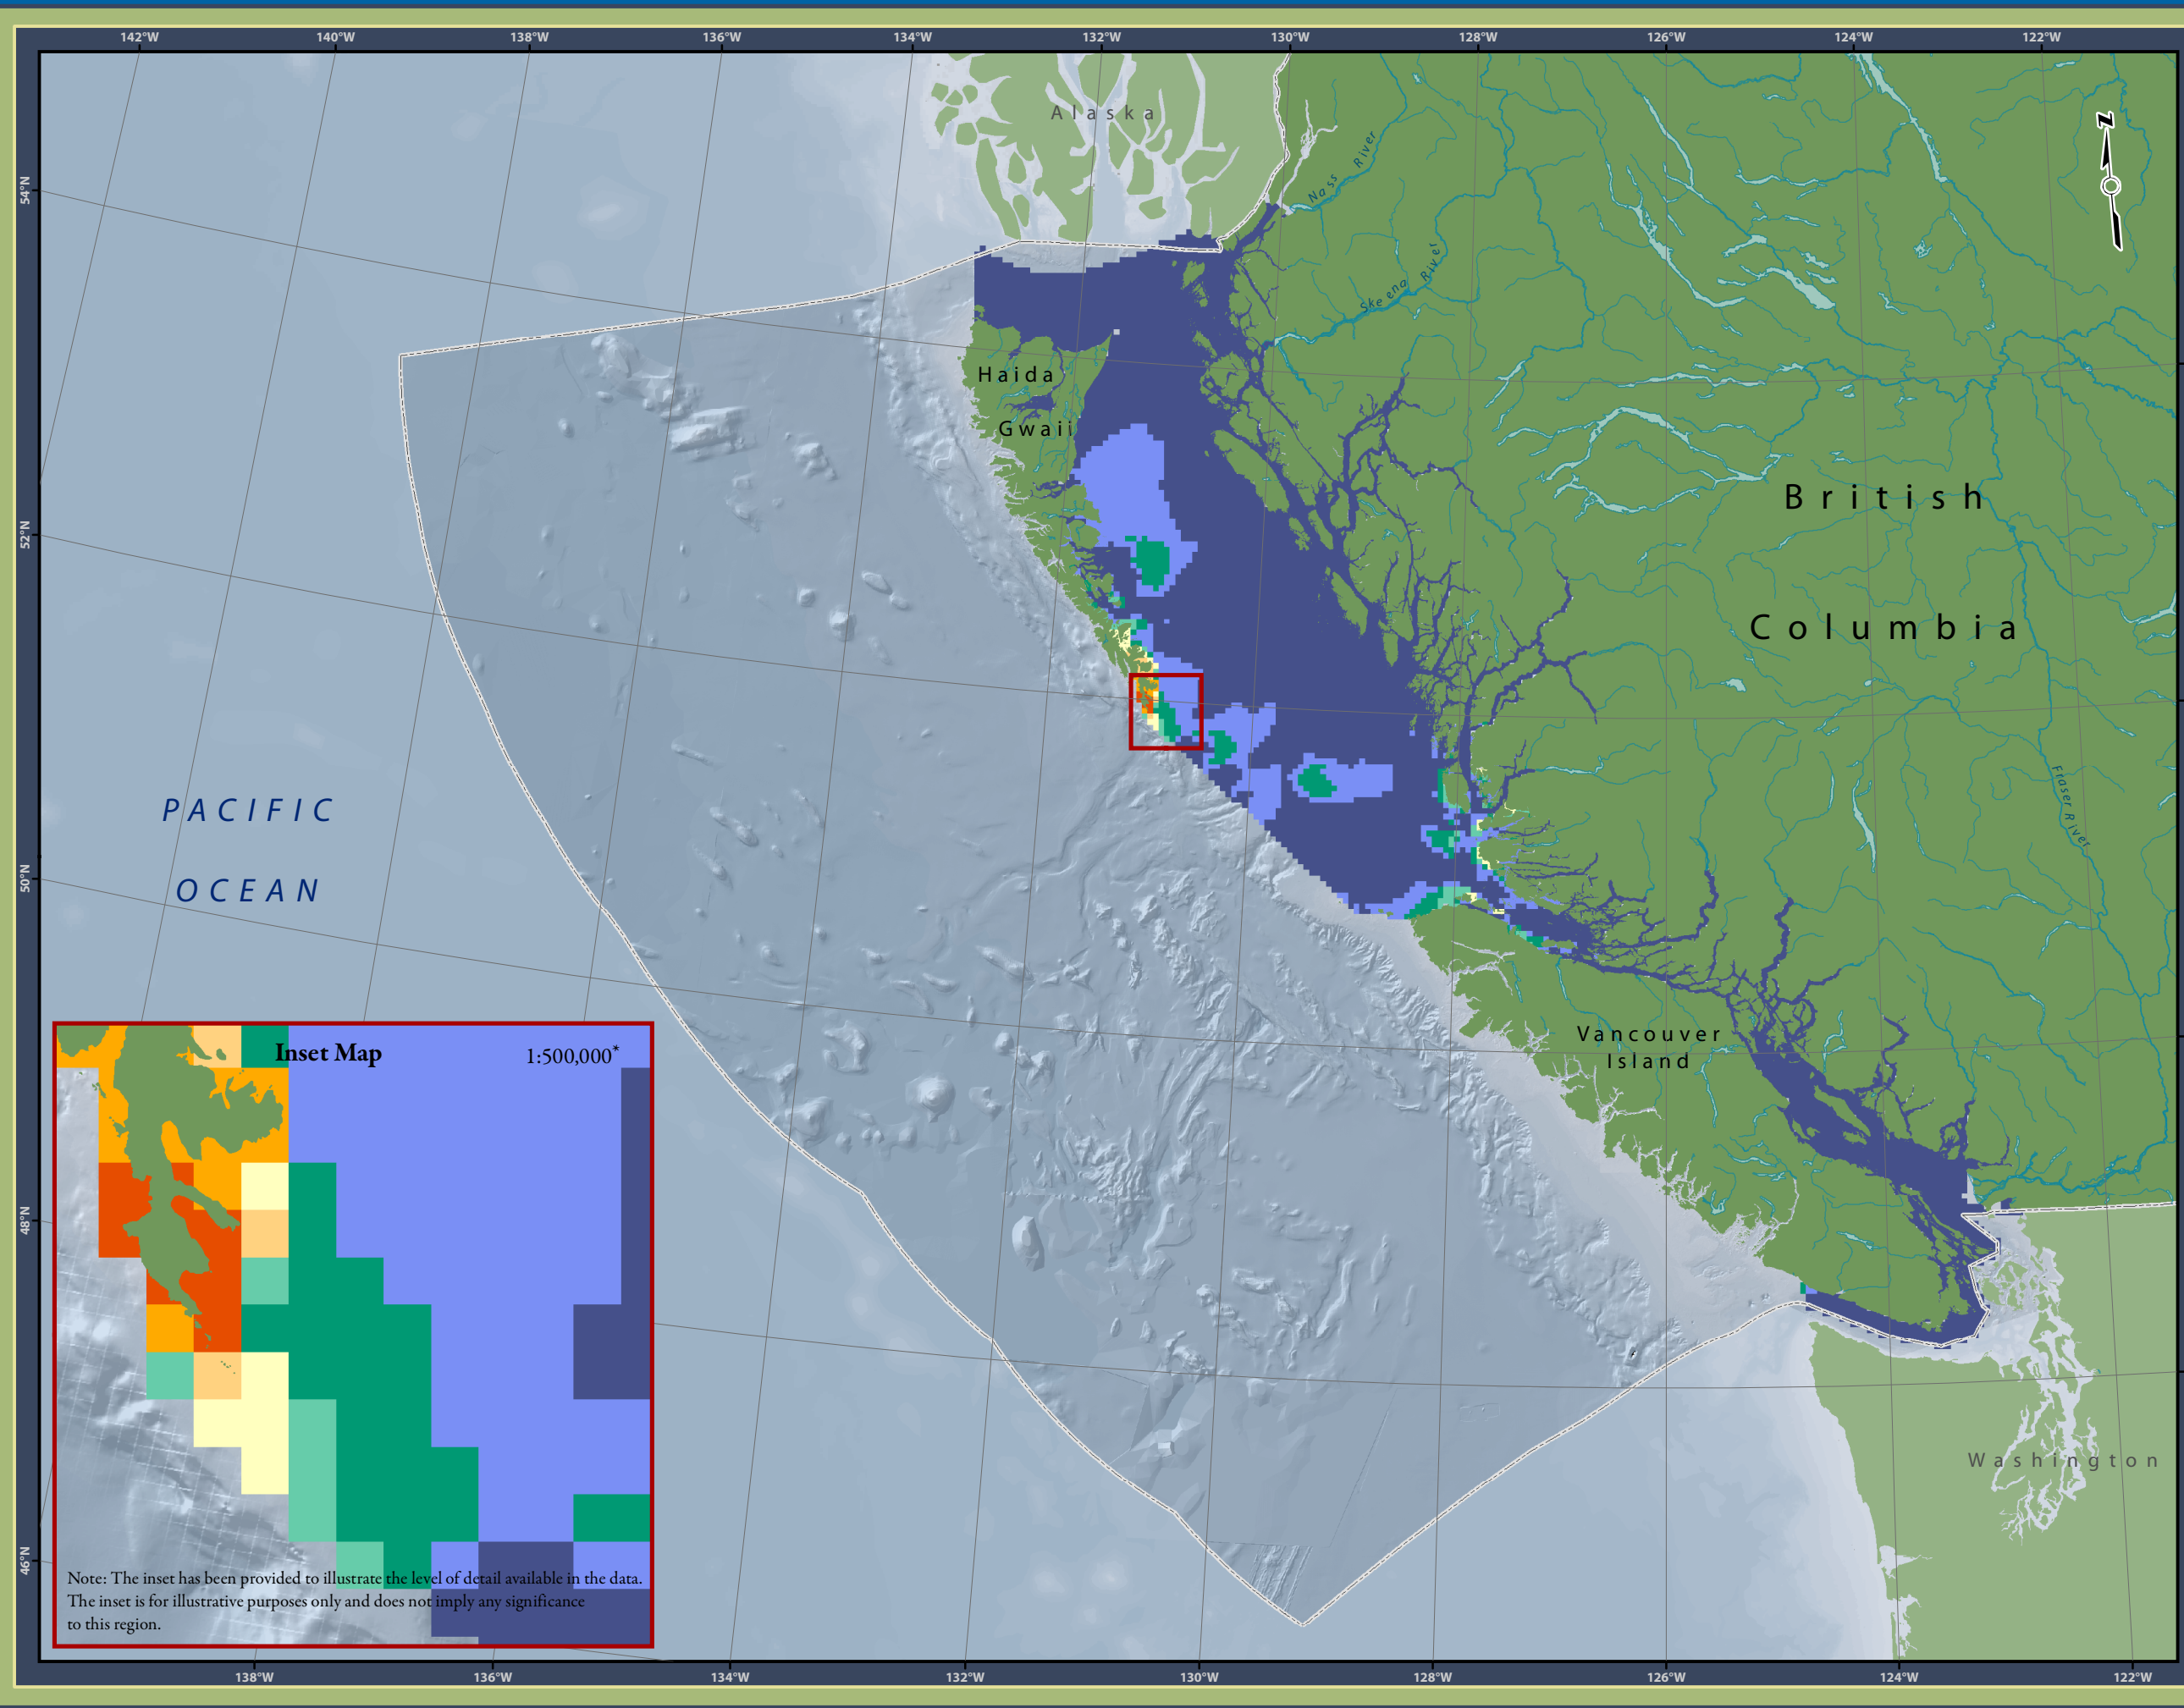 142°W 140°W 138°W 136°W 134°W 132°W 130°W 128°W 126°W 124°W 122°W
Alaska
N
Nass River
54°N
Skeena River
Haida
Gwaii
British
52°N
Columbia
PACIFIC
Fraser River
OCEAN
50°N
Vancouver
Island
Inset Map
1:500,000*
48°N
Washington
46°N
Note: The inset has been provided to illustrate the level of detail available in the data.
The inset is for illustrative purposes only and does not imply any significance
to this region.
138°W 136°W 134°W 132°W 130°W 128°W 126°W 124°W 122°W